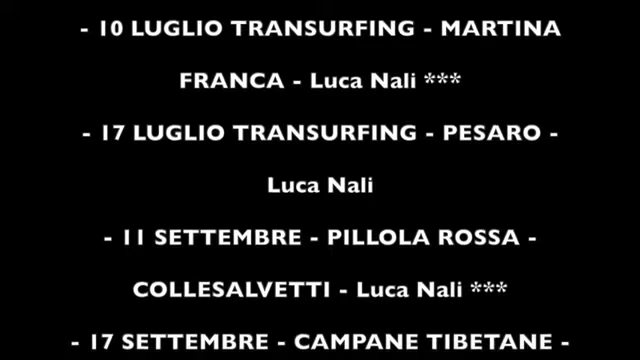 - 10 LUGLIO TRANSURFING - MARTINA
FRANCA - Luca Nali ***
- 17 LUGLIO TRANSURFING - PESARO -
Luca Nali
- 11 SETTEMBRE - PILLOLA ROSSA -
COLLESALVETTI - Luca Nali ***
- 17 SETTEMBRE - CAMPANE TIBETANE -